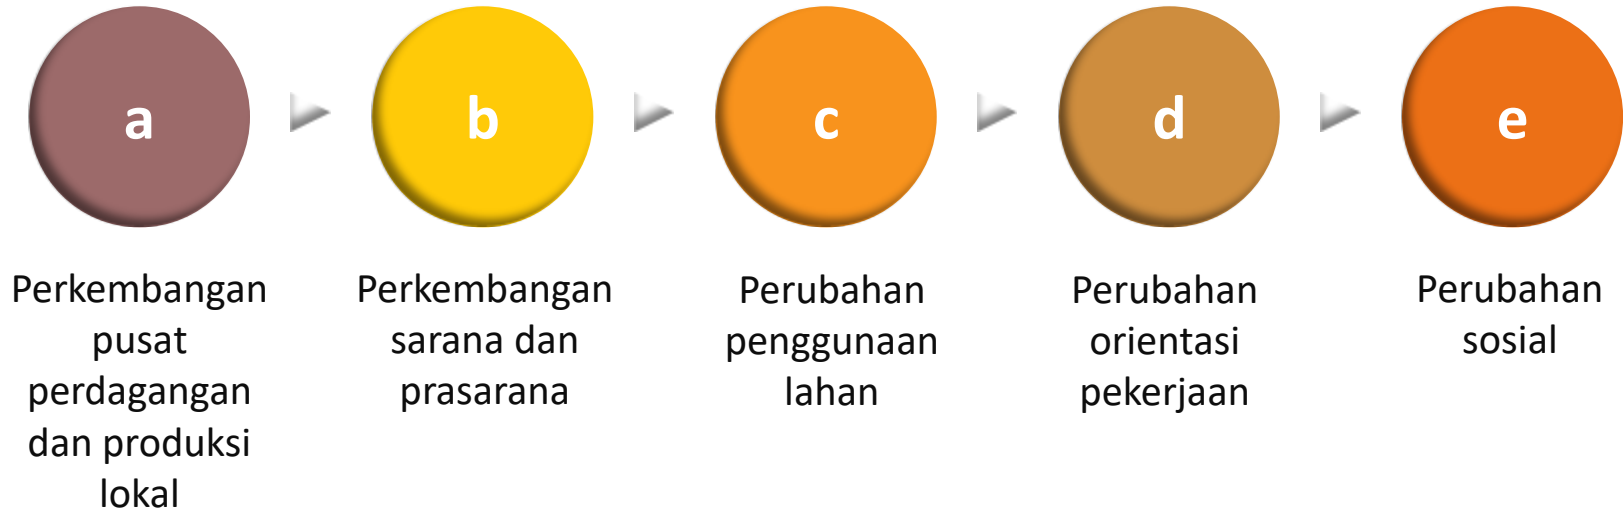 a
Perkembangan
pusat
perdagangan
dan produksi
lokal
b
Perkembangan
sarana dan
prasarana
c
Perubahan
penggunaan
lahan
d
Perubahan
orientasi
pekerjaan
e
Perubahan
sosial